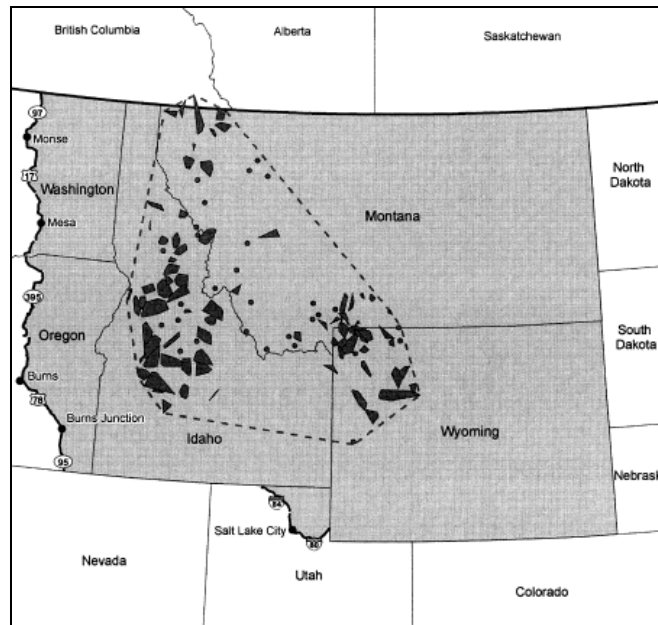 British Columbia
Alberta
Saskatchewan
97
Monse
17
Washington
Mesa
North
Dakota
Montana
395
Oregon
South
Dakota
Burns
78
Burns Junction
Idaho
Wyoming
95
Nebrask
84
Salt Lake City
80
Nevada
Utah
Colorado